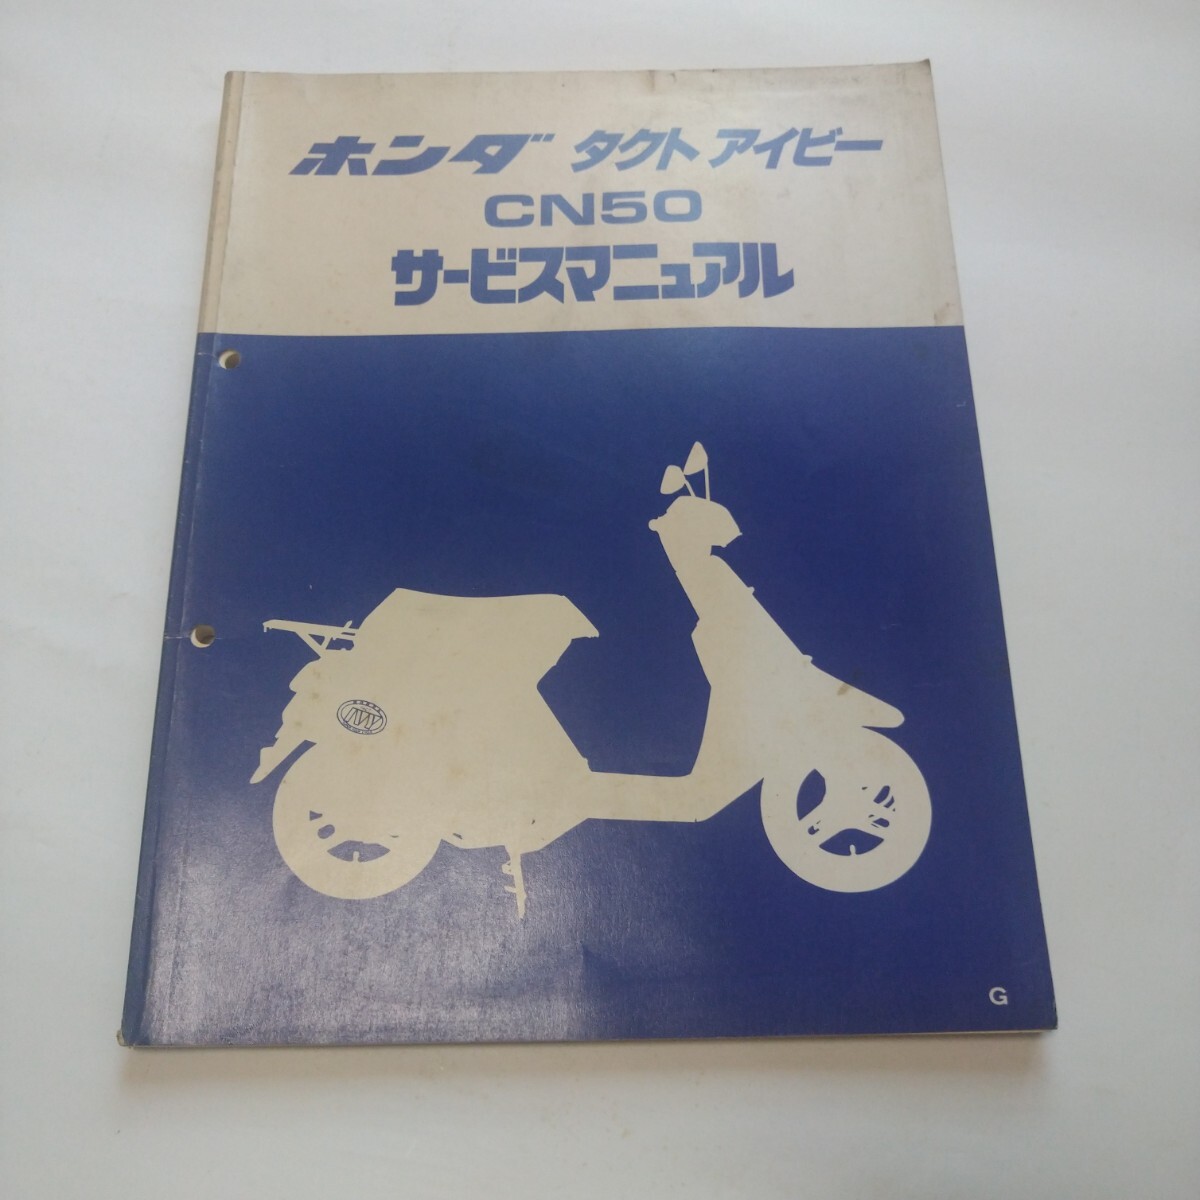 ホンダ タクト アイビー
CN50
サービスマニュアル
G